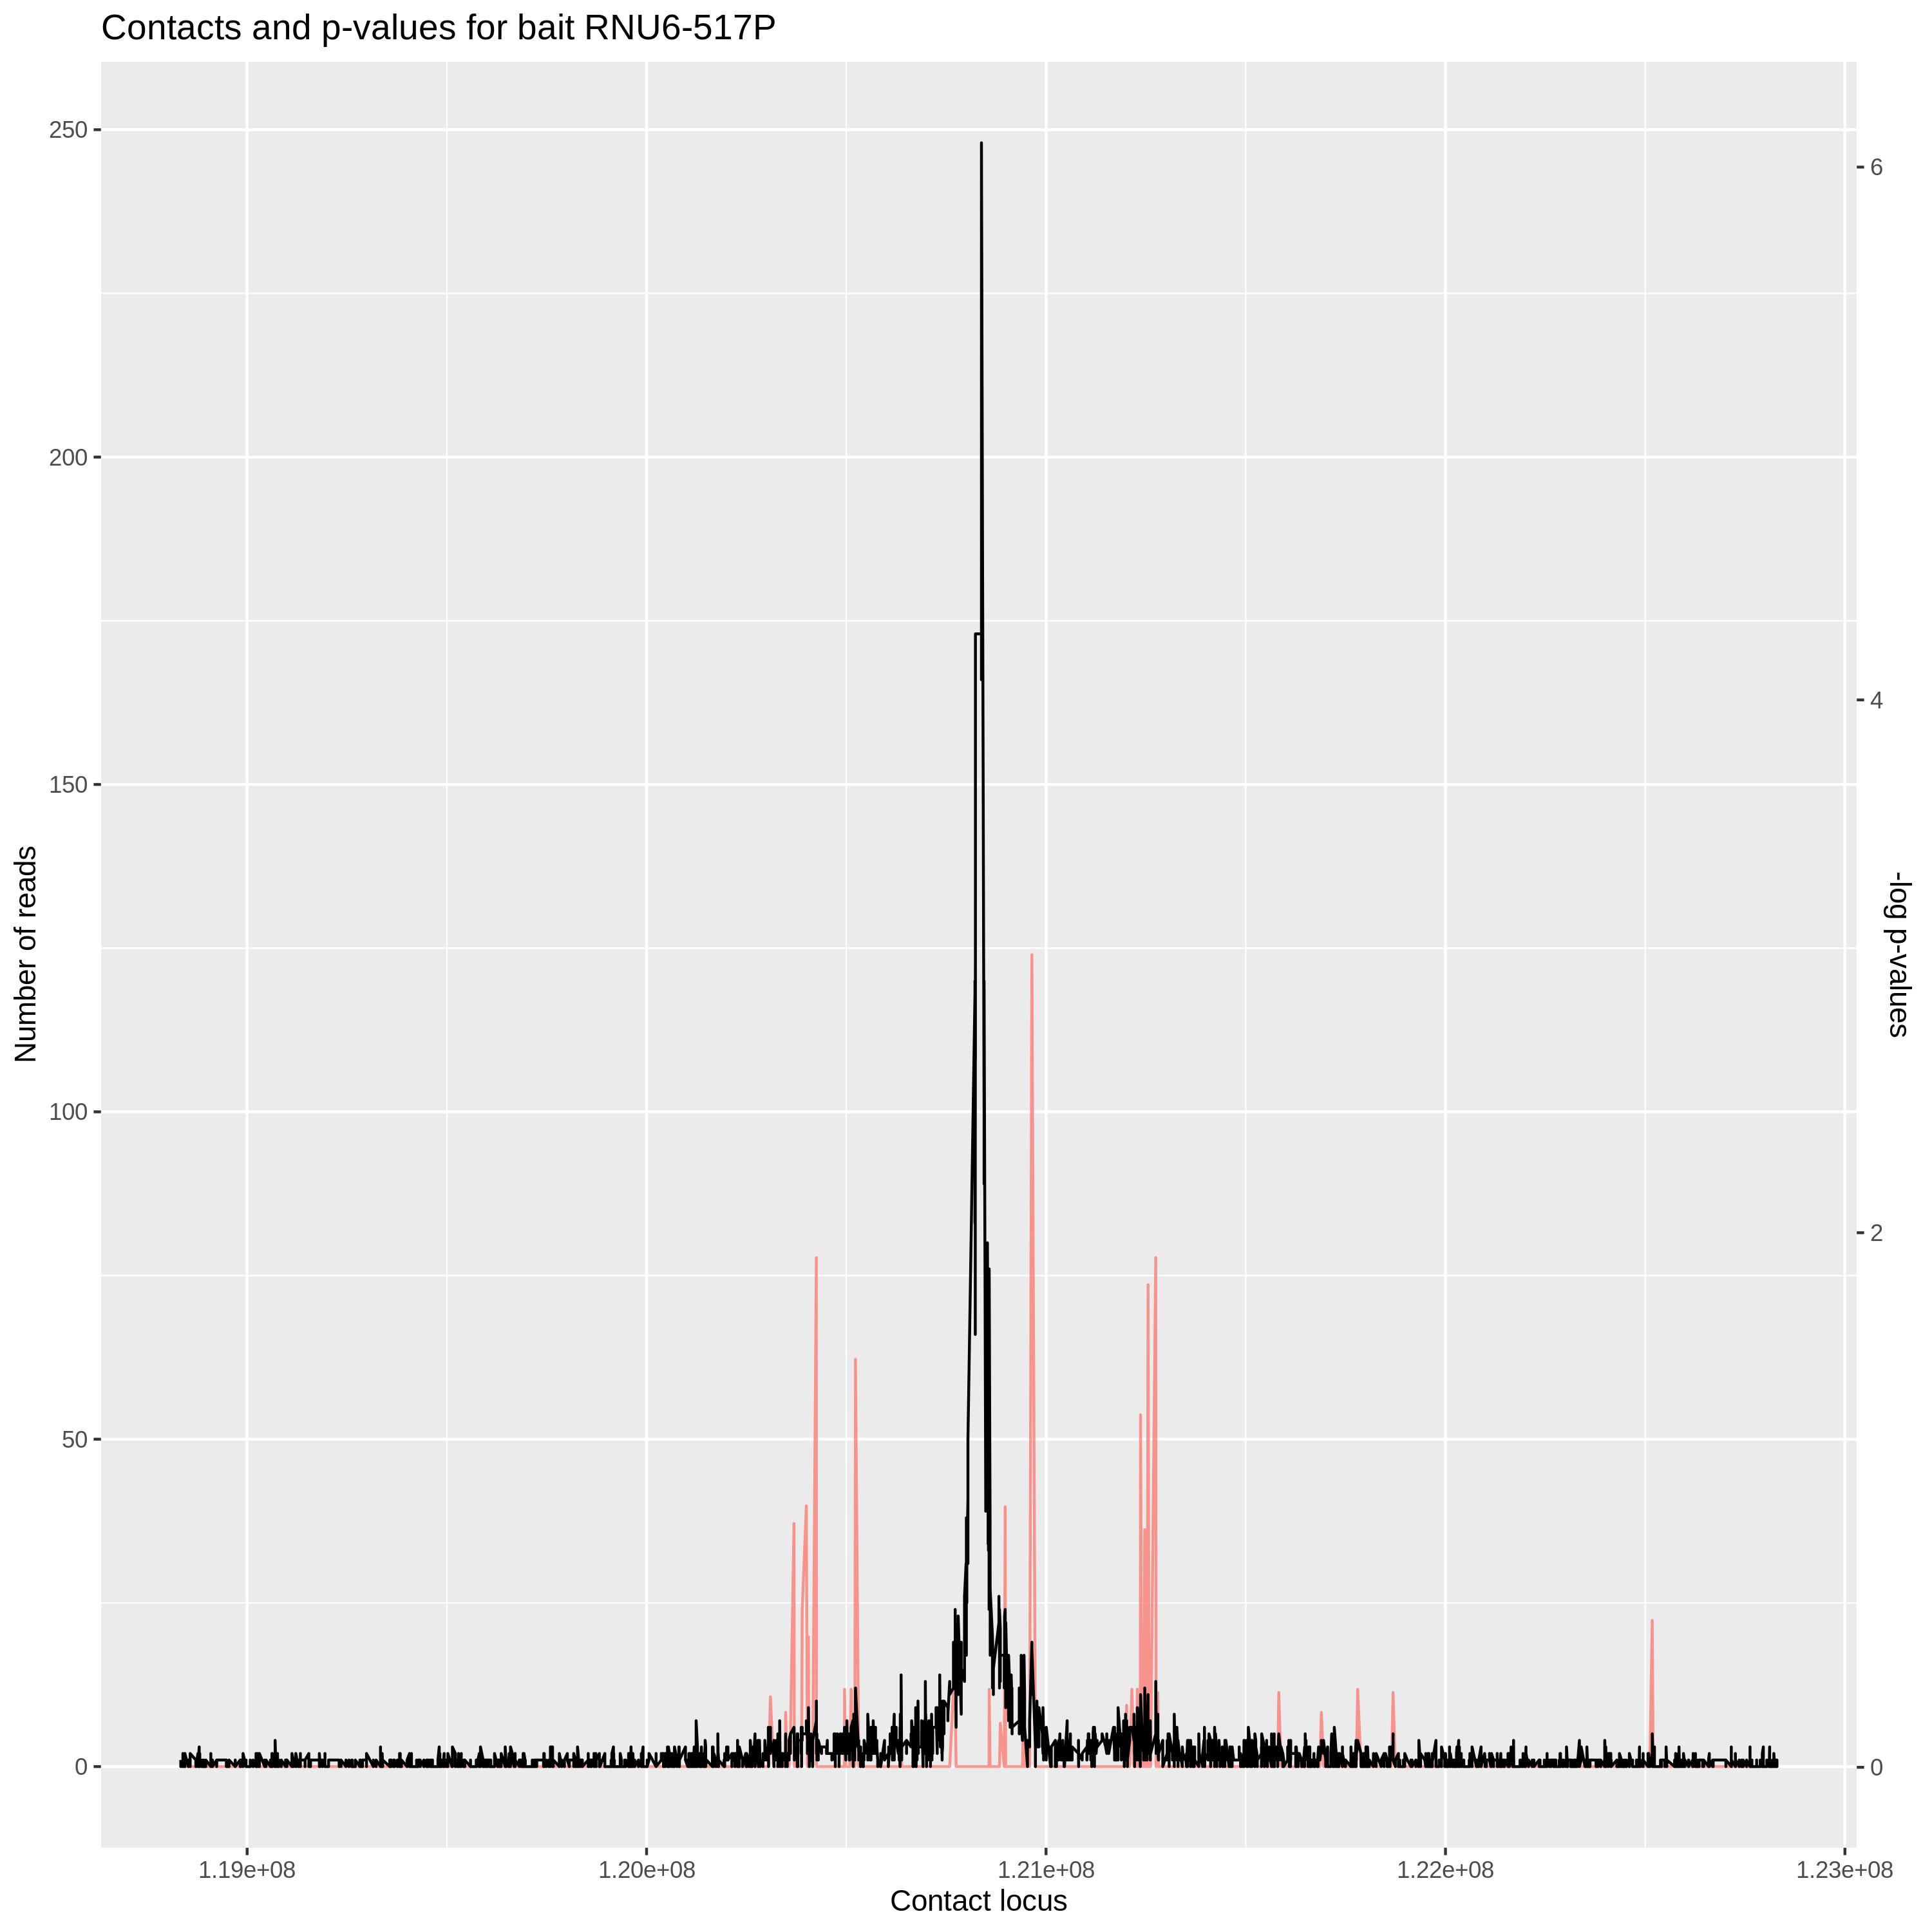 Contacts and p-values for bait RNU6-517P
250
200
150
100
50
0
6
4
2
0
Number of reads
-log p-values
1.19e+08
1.20e+08
1.21e+08
1.22e+08
1.23e+08
Contact locus